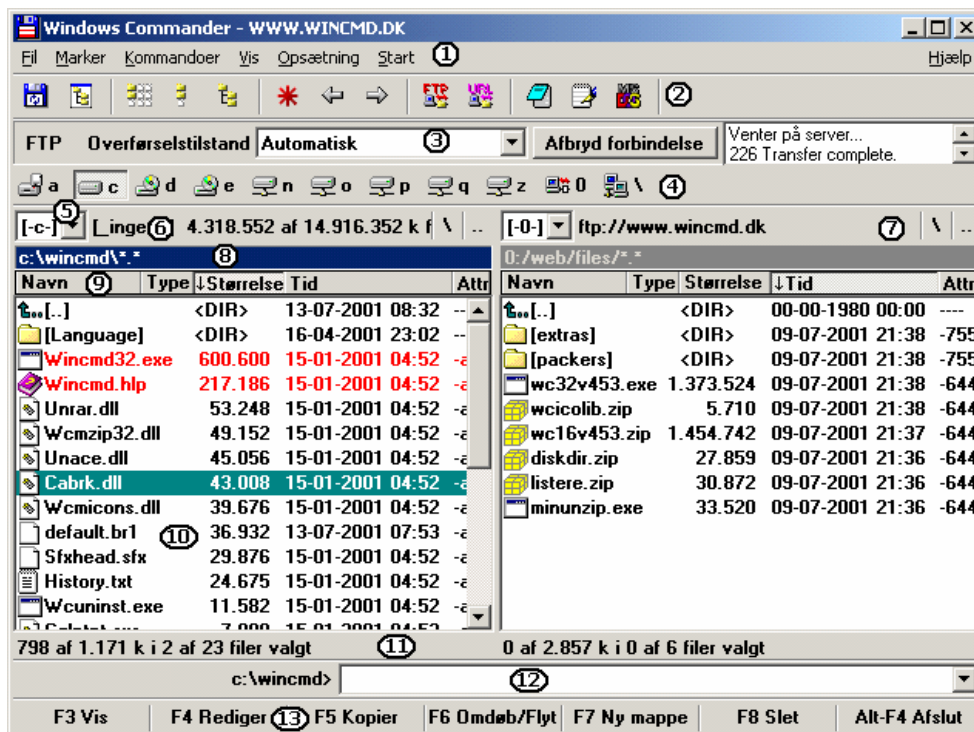 Windows Commander - WWW.WINCMD.DK
Fil Marker Kommandoer Vis Opsætning Start 1 Hjælp
FTP 2
FTP Overførselstilstand Automatisk 3 Afbryd forbindelse Venter på server...
226 Transfer complete.
a c d e n o p q z 0 \ 4
5
[-c-] [_inge 6 4.318.552 af 14.916.352 k f \ .. [-0-] ftp://www.wincmd.dk 7 \ ..
c:\wincmd\*.* 8 0:/web/files/*.*
Navn 9 Type ↓Størrelse Tid Attr Navn Type Størrelse ↓Tid Attr
[..] <DIR> 13-07-2001 08:32 -- [..] <DIR> 00-00-1980 00:00 ----
[Language] <DIR> 16-04-2001 23:02 -- [extras] <DIR> 09-07-2001 21:38 -755
Wincmd32.exe 600.600 15-01-2001 04:52 -a [packers] <DIR> 09-07-2001 21:38 -755
Wincmd.hlp 217.186 15-01-2001 04:52 -a wc32v453.exe 1.373.524 09-07-2001 21:38 -644
Unrar.dll 53.248 15-01-2001 04:52 -a wcicolib.zip 5.710 09-07-2001 21:38 -644
Wcmzip32.dll 49.152 15-01-2001 04:52 -a wc16v453.zip 1.454.742 09-07-2001 21:37 -644
Unace.dll 45.056 15-01-2001 04:52 -a diskdir.zip 27.859 09-07-2001 21:36 -644
Cabrk.dll 43.008 15-01-2001 04:52 -a listere.zip 30.872 09-07-2001 21:36 -644
Wcmicons.dll 39.676 15-01-2001 04:52 -a minunzip.exe 33.520 09-07-2001 21:36 -644
default.br1 10 36.932 13-07-2001 07:53 -a
Sfxhead.sfx 29.876 15-01-2001 04:52 -a
History.txt 24.675 15-01-2001 04:52 -a
Wcuninst.exe 11.582 15-01-2001 04:52 -a
798 af 1.171 k i 2 af 23 filer valgt 11 0 af 2.857 k i 0 af 6 filer valgt
c:\wincmd> 12
F3 Vis F4 Rediger 13 F5 Kopier F6 Omdøb/Flyt F7 Ny mappe F8 Slet Alt-F4 Afslut